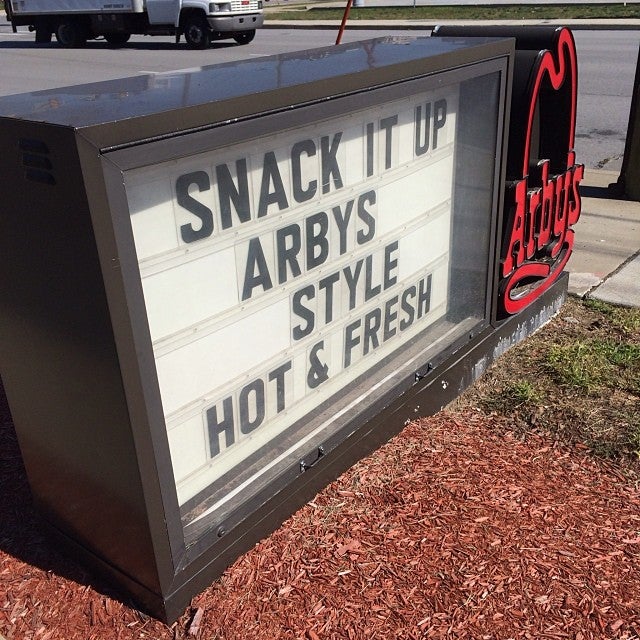 SNACK IT UP
ARBYS
STYLE
HOT & FRESH
Arby's